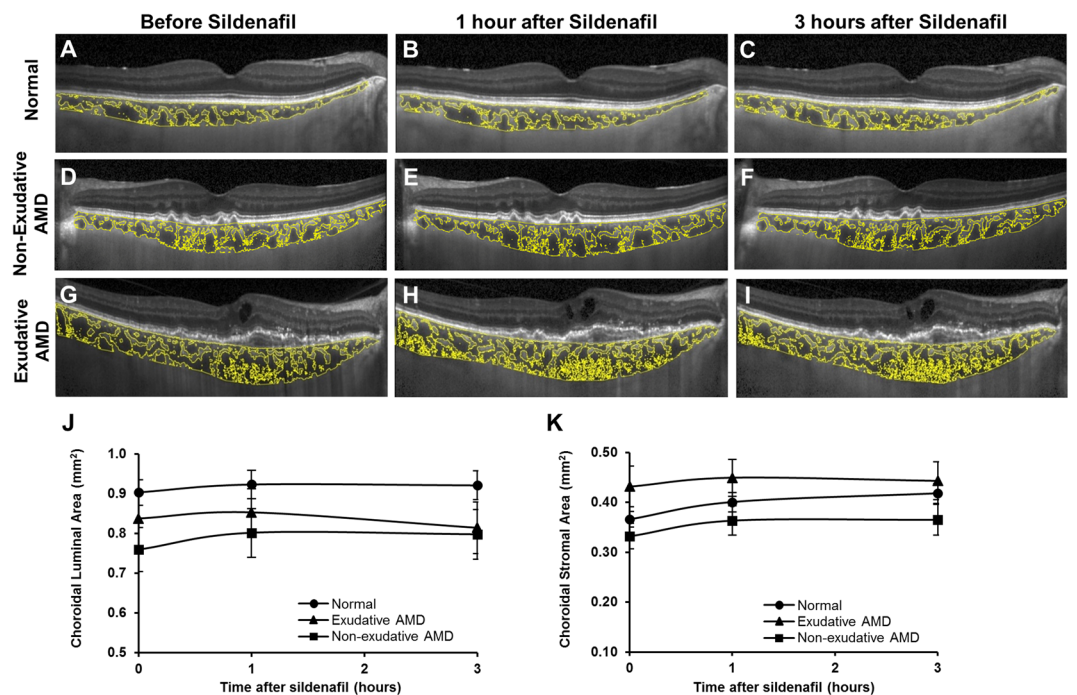 Before Sildenafil
1 hour after Sildenafil
3 hours after Sildenafil
Normal
A
B
C
Non-Exudative
AMD
D
E
F
Exudative
AMD
G
H
I
J
Choroidal Luminal Area (mm²)
1.0
0.9
0.8
0.7
0.6
0.5
0
1
2
3
Time after sildenafil (hours)
Normal
Exudative AMD
Non-exudative AMD
K
Choroidal Stromal Area (mm²)
0.50
0.40
0.30
0.20
0.10
0
1
2
3
Time after sildenafil (hours)
Normal
Exudative AMD
Non-exudative AMD